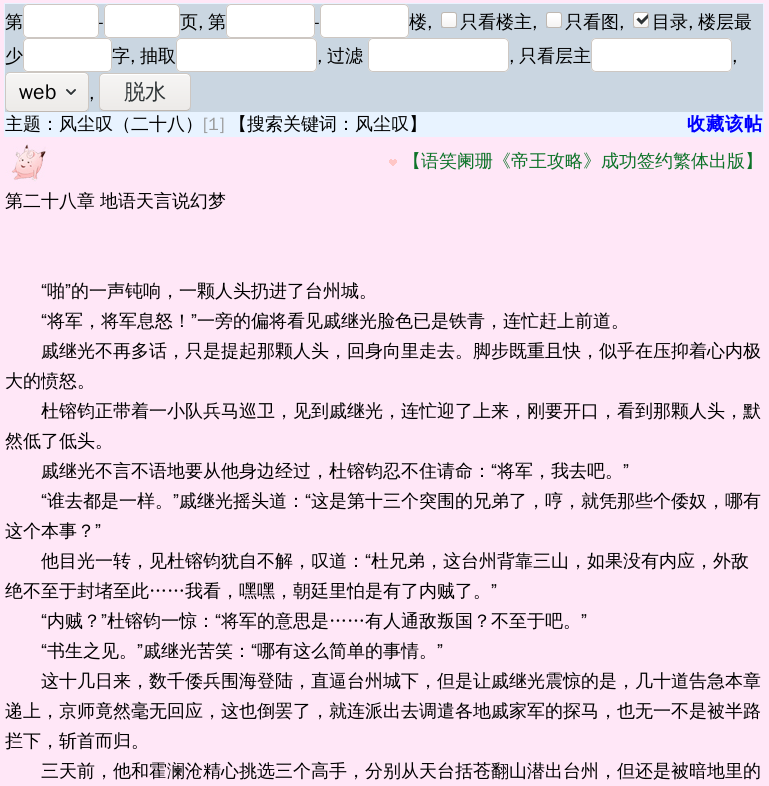 第 - 页, 第 - 楼, 只看楼主, 只看图, 目录, 楼层最
少 字, 抽取 , 过滤 , 只看层主 ,
web , 脱水
主题：风尘叹（二十八）[1] 【搜索关键词：风尘叹】 收藏该帖
【语笑阑珊《帝王攻略》成功签约繁体出版】
第二十八章 地语天言说幻梦
“啪”的一声钝响，一颗人头扔进了台州城。
“将军，将军息怒！”一旁的偏将看见戚继光脸色已是铁青，连忙赶上前道。
戚继光不再多话，只是提起那颗人头，回身向里走去。脚步既重且快，似乎在压抑着心内极
大的愤怒。
杜镕钧正带着一小队兵马巡卫，见到戚继光，连忙迎了上来，刚要开口，看到那颗人头，默
然低了低头。
戚继光不言不语地要从他身边经过，杜镕钧忍不住请命：“将军，我去吧。”
“谁去都是一样。”戚继光摇头道：“这是第十三个突围的兄弟了，哼，就凭那些个倭奴，哪有
这个本事？”
他目光一转，见杜镕钧犹自不解，叹道：“杜兄弟，这台州背靠三山，如果没有内应，外敌
绝不至于封堵至此……我看，嘿嘿，朝廷里怕是有了内贼了。”
“内贼？”杜镕钧一惊：“将军的意思是……有人通敌叛国？不至于吧。”
“书生之见。”戚继光苦笑：“哪有这么简单的事情。”
这十几日来，数千倭兵围海登陆，直逼台州城下，但是让戚继光震惊的是，几十道告急本章
递上，京师竟然毫无回应，这也倒罢了，就连派出去调遣各地戚家军的探马，也无一不是被半路
拦下，斩首而归。
三天前，他和霍澜沧精心挑选三个高手，分别从天台括苍翻山潜出台州，但还是被暗地里的